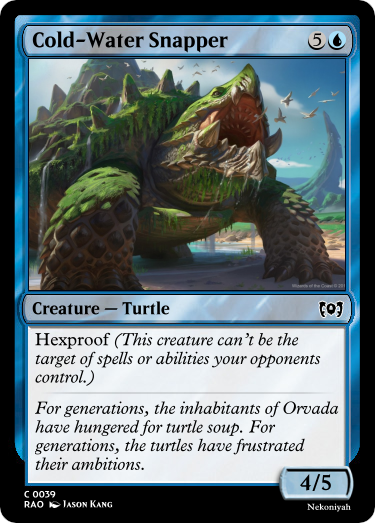 Cold-Water Snapper 5
Creature — Turtle
Hexproof (This creature can't be the
target of spells or abilities your opponents
control.)
For generations, the inhabitants of Orvada
have hungered for turtle soup. For
generations, the turtles have frustrated
their ambitions.
4/5
C 0039
RAO Jason Kang
Nekoniyah